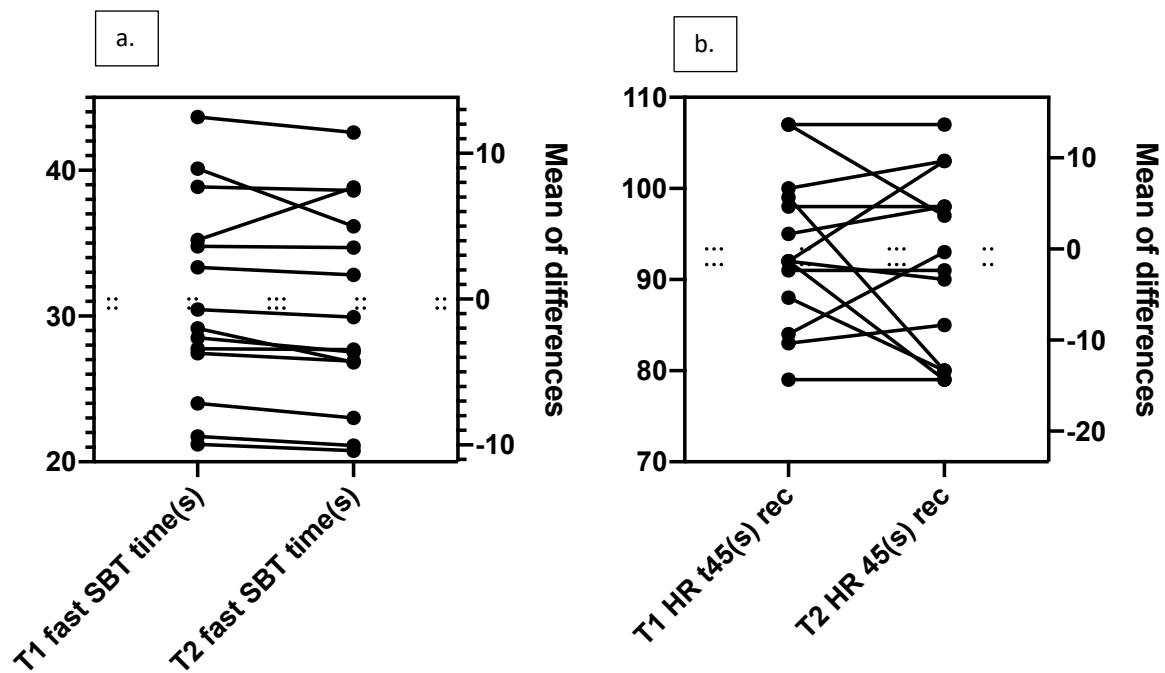 a.
40
30
20
10
0
-10
Mean of differences
T1 fast SBT time(s)
T2 fast SBT time(s)
b.
110
100
90
80
70
10
0
-10
-20
Mean of differences
T1 HR t45(s) rec
T2 HR 45(s) rec